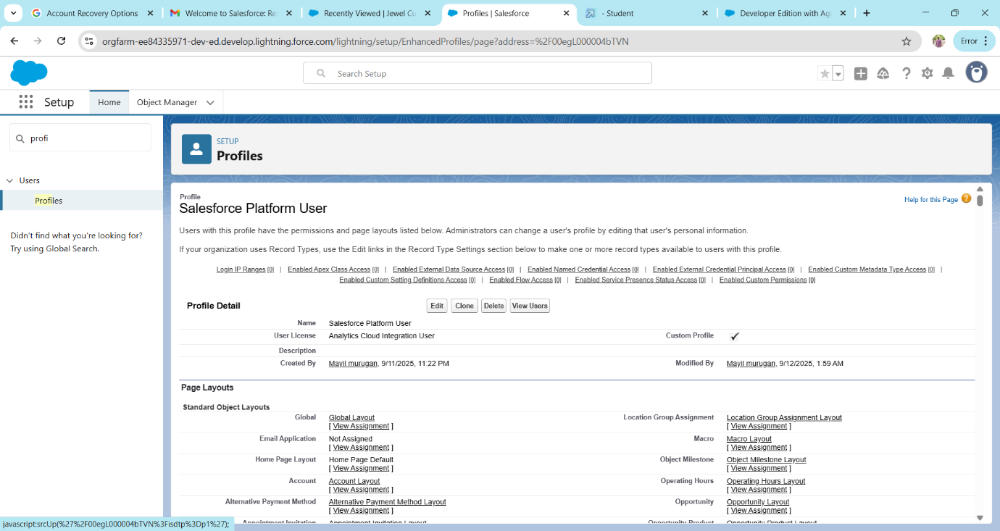 Account Recovery Options
Welcome to Salesforce: Re
Recently Viewed | Jewel Cu
Profiles | Salesforce
- Student
Developer Edition with Ag
orgfarm-ee84335971-dev-ed.develop.lightning.force.com/lightning/setup/EnhancedProfiles/page?address=%2F00egL000004bTVN
Error
Search Setup
Setup
Home
Object Manager
profi
Users
Profiles
Didn't find what you're looking for?
Try using Global Search.
SETUP
Profiles
Profile
Salesforce Platform User
Help for this Page
Users with this profile have the permissions and page layouts listed below. Administrators can change a user's profile by editing that user's personal information.
If your organization uses Record Types, use the Edit links in the Record Type Settings section below to make one or more record types available to users with this profile.
Login IP Ranges [0] | Enabled Apex Class Access [0] | Enabled External Data Source Access [0] | Enabled Named Credential Access [0] | Enabled External Credential Principal Access [0] | Enabled Custom Metadata Type Access [0] |
Enabled Custom Setting Definitions Access [0] | Enabled Flow Access [0] | Enabled Service Presence Status Access [0] | Enabled Custom Permissions [0]
Profile Detail Edit Clone Delete View Users
Name Salesforce Platform User
User License Analytics Cloud Integration User Custom Profile
Description
Created By Mayil murugan, 9/11/2025, 11:22 PM Modified By Mayil murugan, 9/12/2025, 1:59 AM
Page Layouts
Standard Object Layouts
Global Global Layout Location Group Assignment Location Group Assignment Layout
[ View Assignment ] [ View Assignment ]
Email Application Not Assigned Macro Macro Layout
[ View Assignment ] [ View Assignment ]
Home Page Layout Home Page Default Object Milestone Object Milestone Layout
[ View Assignment ] [ View Assignment ]
Account Account Layout Operating Hours Operating Hours Layout
[ View Assignment ] [ View Assignment ]
Alternative Payment Method Alternative Payment Method Layout Opportunity Opportunity Layout
[ View Assignment ] [ View Assignment ]
Appointment Invitation Appointment Invitation Layout Opportunity Product Opportunity Product Layout
javascript:srcUp(%27%2F00egL000004bTVN%3Fisdtp%3Dp1%27);